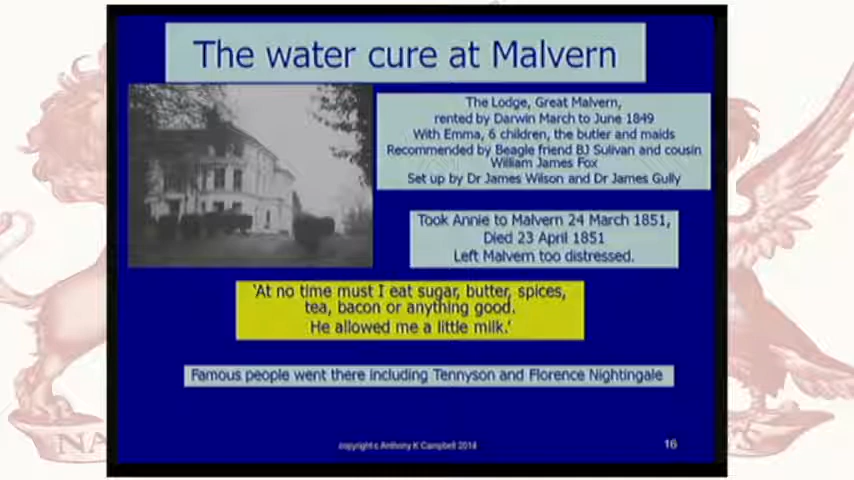 The water cure at Malvern
The Lodge, Great Malvern,
rented by Darwin March to June 1849
With Emma, 6 children, the butler and maids
Recommended by Beagle friend BJ Sulivan and cousin
William James Fox
Set up by Dr James Wilson and Dr James Gully
Took Annie to Malvern 24 March 1851,
Died 23 April 1851
Left Malvern too distressed.
'At no time must I eat sugar, butter, spices,
tea, bacon or anything good.
He allowed me a little milk.'
Famous people went there including Tennyson and Florence Nightingale
copyright c Anthony K Campbell 2014
16
NA